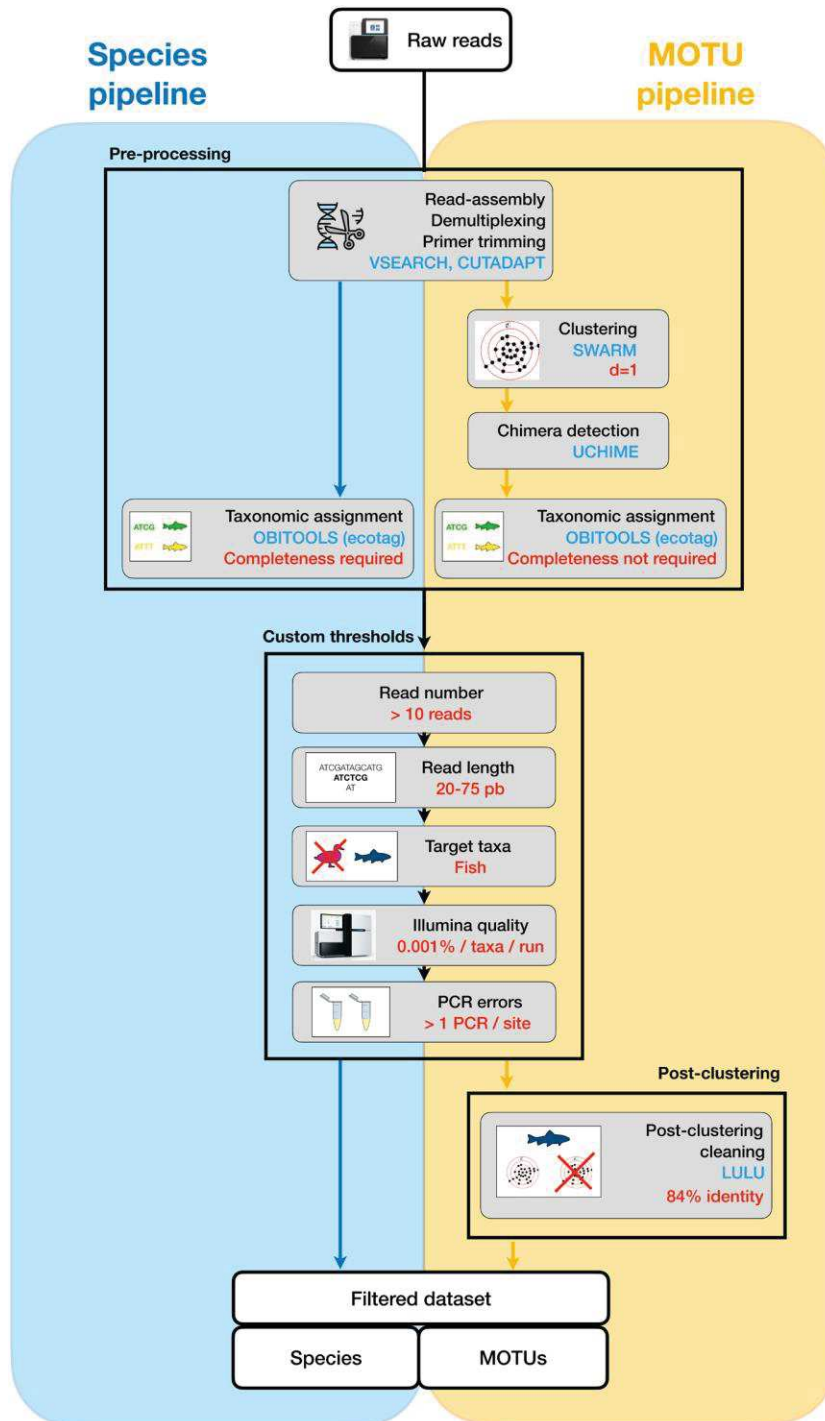 Raw reads
Species
pipeline
MOTU
pipeline
Pre-processing
Read-assembly
Demultiplexing
Primer trimming
VSEARCH, CUTADAPT
Clustering
SWARM
d=1
Chimera detection
UCHIME
ATCG
ATTT
Taxonomic assignment
OBITOOLS (ecotag)
Completeness required
ATCG
ATTT
Taxonomic assignment
OBITOOLS (ecotag)
Completeness not required
Custom thresholds
Read number
> 10 reads
ATCGATAGCATG
ATCTCG
AT
Read length
20-75 pb
Target taxa
Fish
Illumina quality
0.001% / taxa / run
PCR errors
> 1 PCR / site
Post-clustering
Post-clustering
cleaning
LULU
84% identity
Filtered dataset
Species
MOTUs